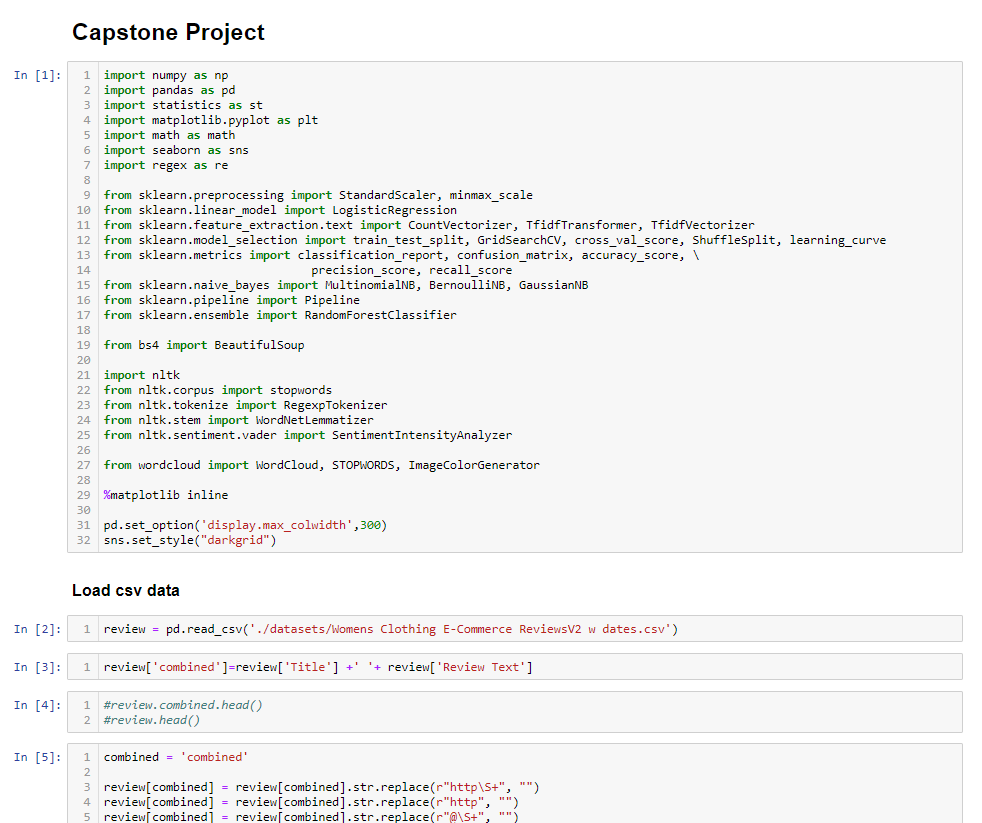 Capstone Project
In [1]:
1 import numpy as np
2 import pandas as pd
3 import statistics as st
4 import matplotlib.pyplot as plt
5 import math as math
6 import seaborn as sns
7 import regex as re
8
9 from sklearn.preprocessing import StandardScaler, minmax_scale
10 from sklearn.linear_model import LogisticRegression
11 from sklearn.feature_extraction.text import CountVectorizer, TfidfTransformer, TfidfVectorizer
12 from sklearn.model_selection import train_test_split, GridSearchCV, cross_val_score, ShuffleSplit, learning_curve
13 from sklearn.metrics import classification_report, confusion_matrix, accuracy_score, \
14                            precision_score, recall_score
15 from sklearn.naive_bayes import MultinomialNB, BernoulliNB, GaussianNB
16 from sklearn.pipeline import Pipeline
17 from sklearn.ensemble import RandomForestClassifier
18
19 from bs4 import BeautifulSoup
20
21 import nltk
22 from nltk.corpus import stopwords
23 from nltk.tokenize import RegexpTokenizer
24 from nltk.stem import WordNetLemmatizer
25 from nltk.sentiment.vader import SentimentIntensityAnalyzer
26
27 from wordcloud import WordCloud, STOPWORDS, ImageColorGenerator
28
29 %matplotlib inline
30
31 pd.set_option('display.max_colwidth',300)
32 sns.set_style("darkgrid")
Load csv data
In [2]: 1 review = pd.read_csv('./datasets/Womens Clothing E-Commerce ReviewsV2 w dates.csv')
In [3]: 1 review['combined']=review['Title'] +' '+ review['Review Text']
In [4]: 1 #review.combined.head()
2 #review.head()
In [5]: 1 combined = 'combined'
2
3 review[combined] = review[combined].str.replace(r"http\S+", "")
4 review[combined] = review[combined].str.replace(r"http", "")
5 review[combined] = review[combined].str.replace(r"@\S+", "")